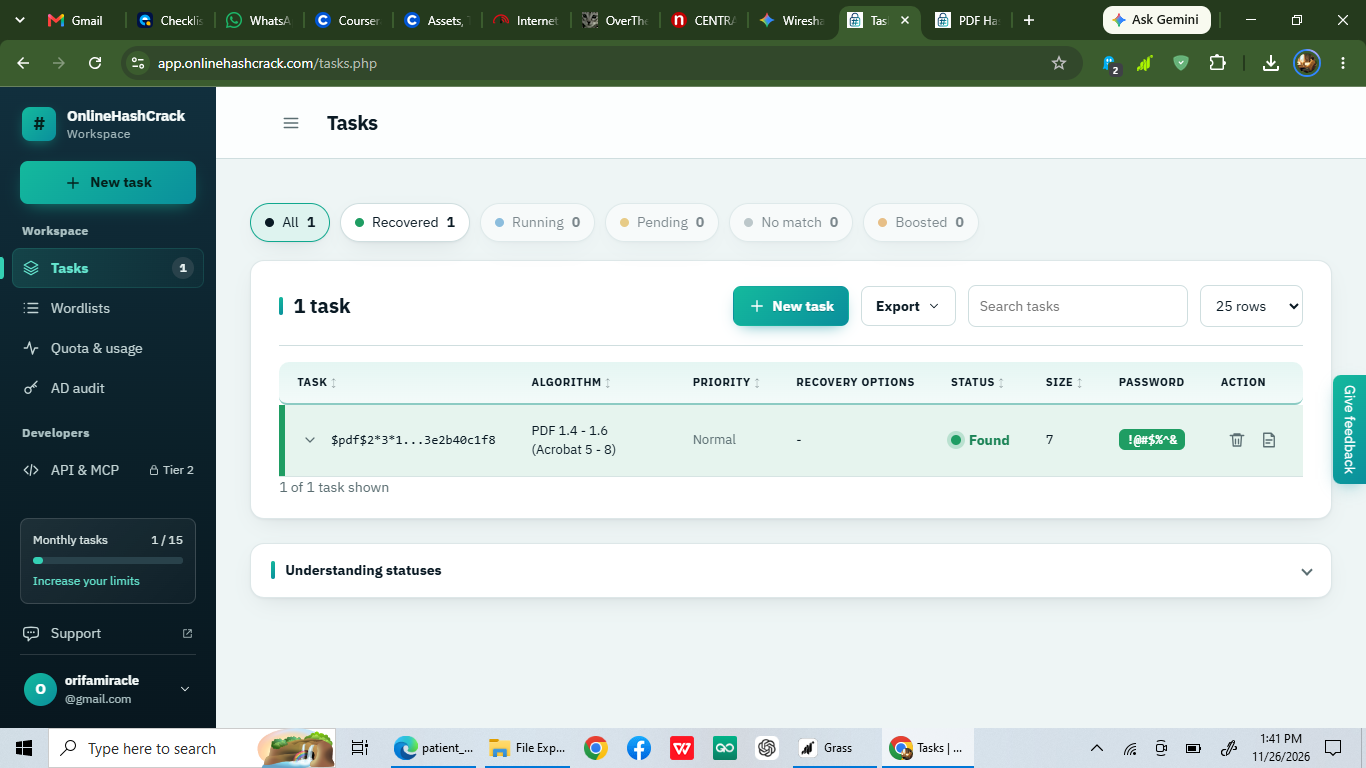 Gmail
Checklis
WhatsA
Courser
Assets,
Internet
OverThe
CENTRA
Wiresha
Tas
PDF Has
Ask Gemini
app.onlinehashcrack.com/tasks.php
2
#
OnlineHashCrack
Workspace
New task
Workspace
Tasks
1
Wordlists
Quota & usage
AD audit
Developers
API & MCP
Tier 2
Monthly tasks
1 / 15
Increase your limits
Support
O
orifamiracle
@gmail.com
Tasks
All 1
Recovered 1
Running 0
Pending 0
No match 0
Boosted 0
1 task
New task
Export
Search tasks
25 rows
TASK
ALGORITHM
PRIORITY
RECOVERY OPTIONS
STATUS
SIZE
PASSWORD
ACTION
$pdf$2*3*1...3e2b40c1f8
PDF 1.4 - 1.6
(Acrobat 5 - 8)
Normal
-
Found
7
!@#$%^&
1 of 1 task shown
Understanding statuses
Give feedback
Type here to search
patient_...
File Exp...
Grass
Tasks | ...
1:41 PM
11/26/2026